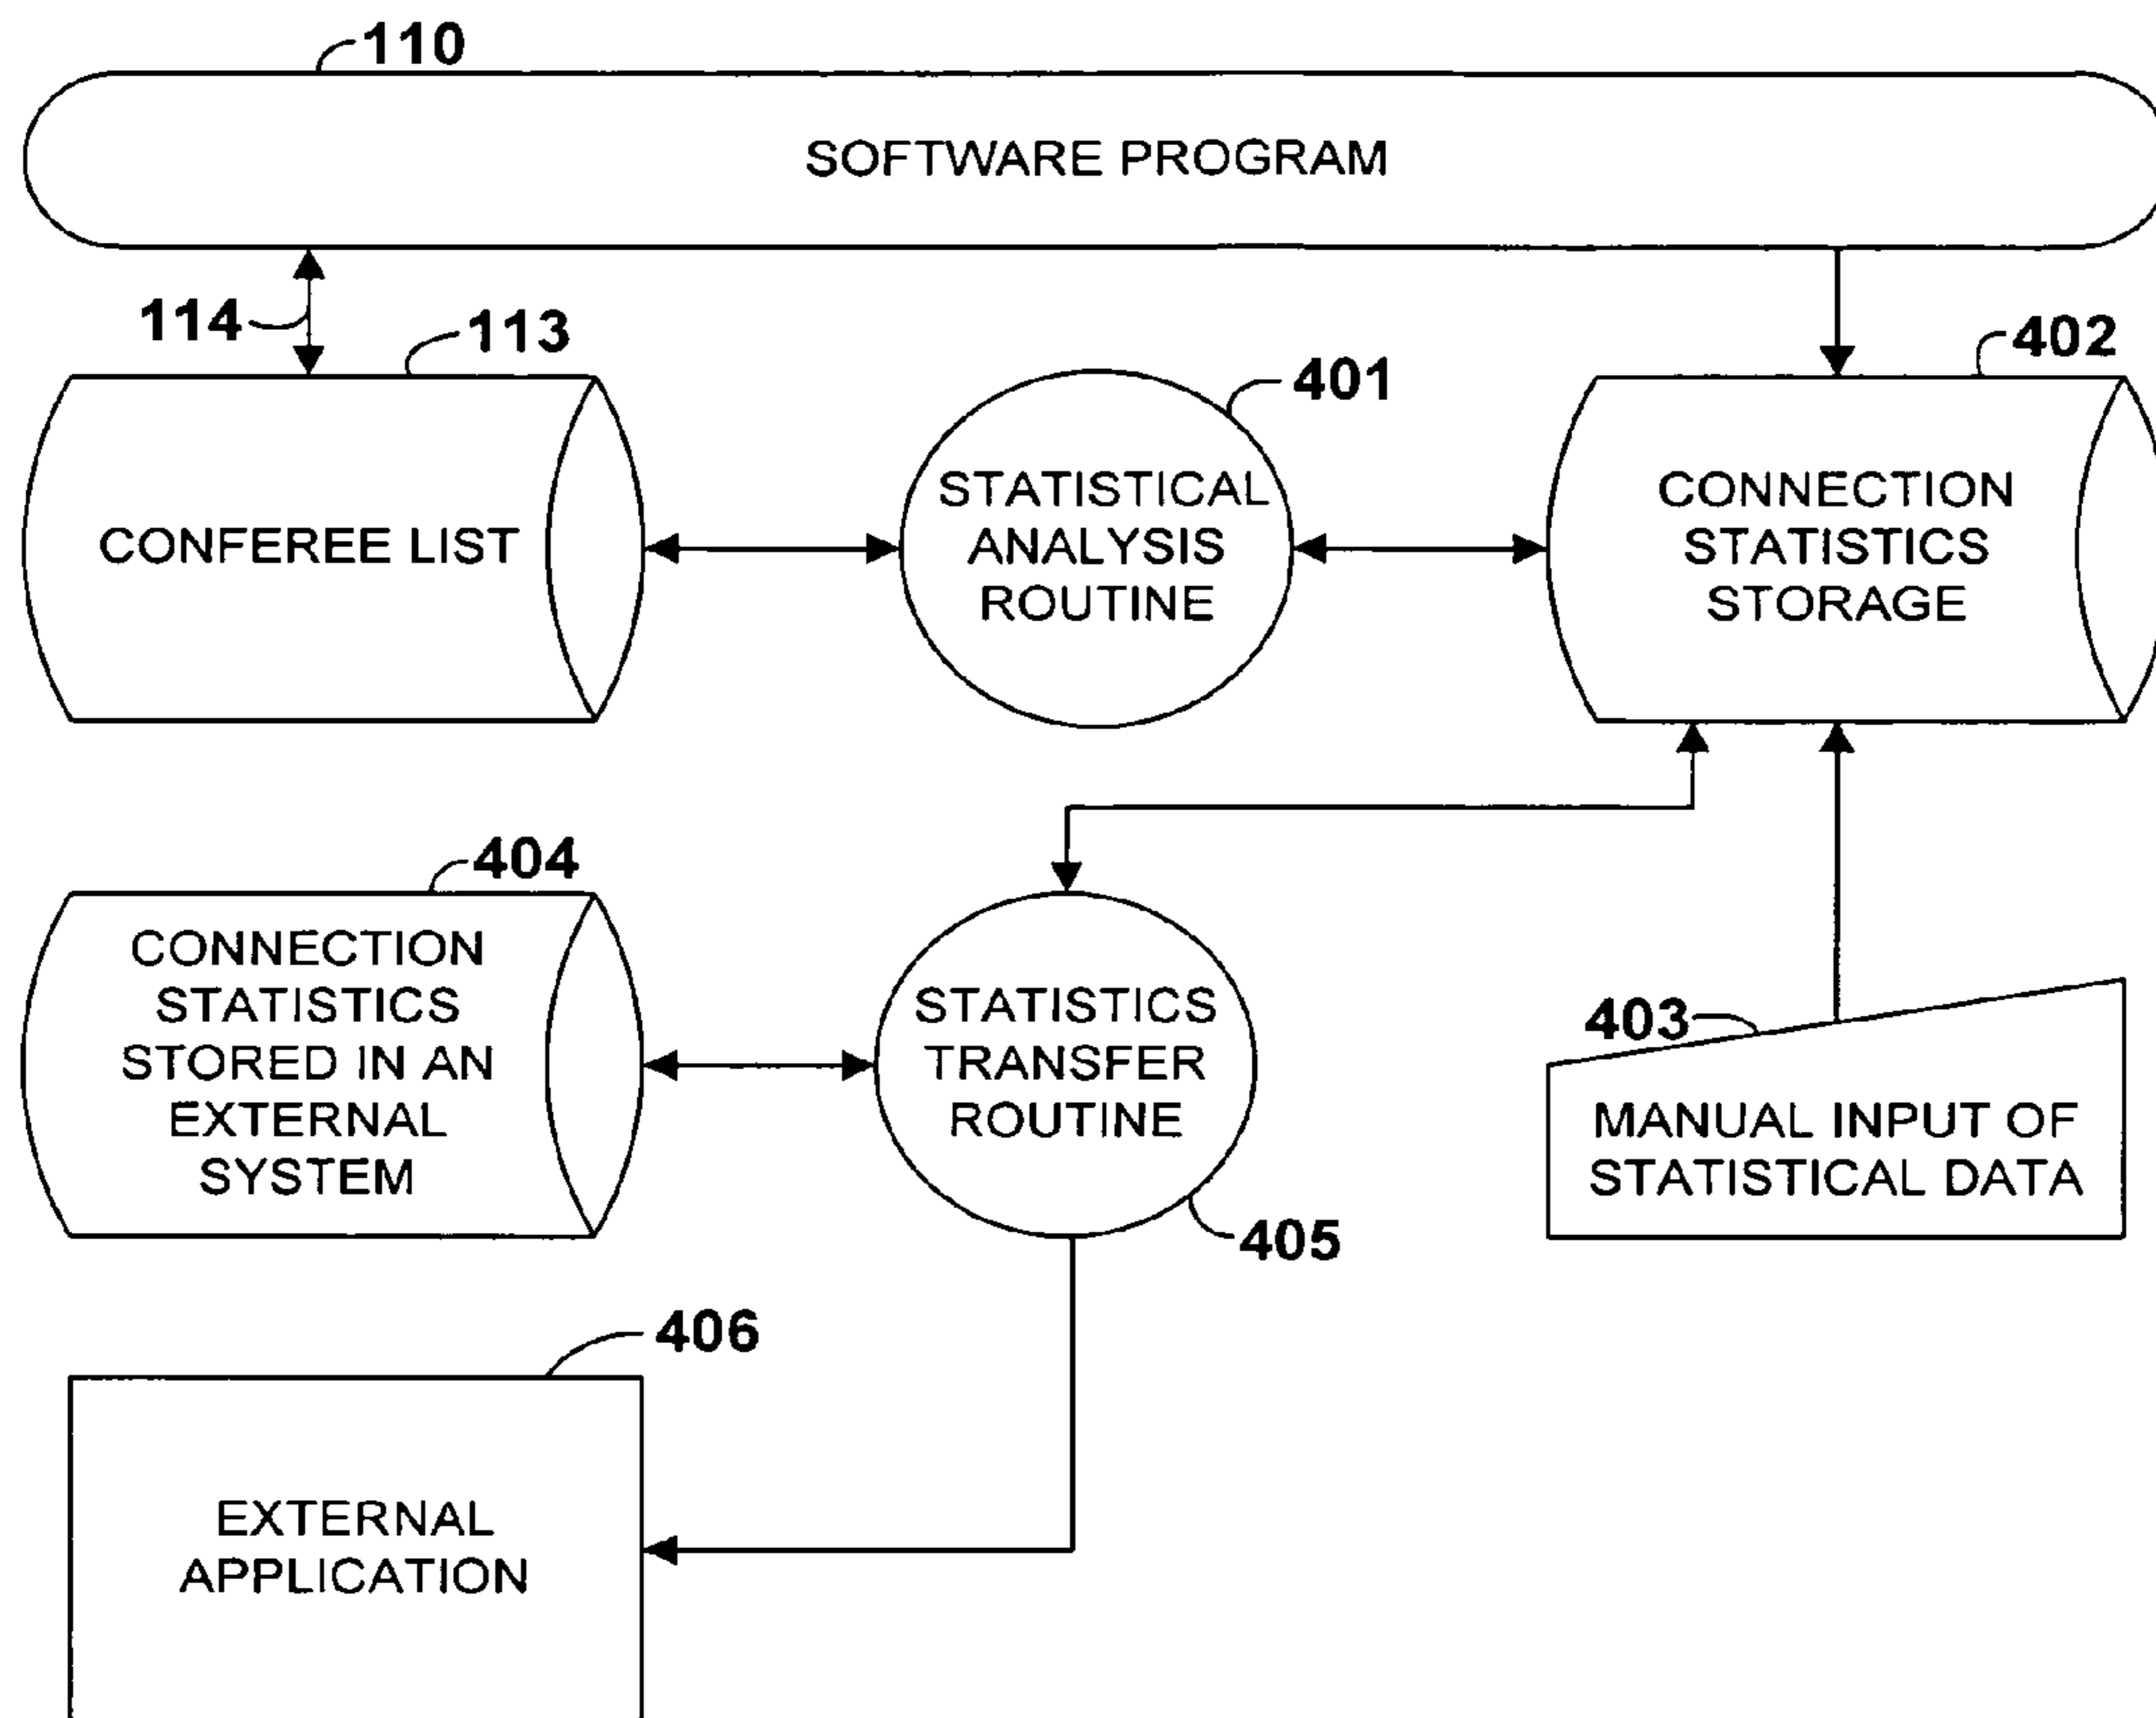 110
SOFTWARE PROGRAM
114
113
402
401
CONFEREE LIST
STATISTICAL
ANALYSIS
ROUTINE
CONNECTION
STATISTICS
STORAGE
404
CONNECTION
STATISTICS
STORED IN AN
EXTERNAL
SYSTEM
STATISTICS
TRANSFER
ROUTINE
405
403
MANUAL INPUT OF
STATISTICAL DATA
406
EXTERNAL
APPLICATION